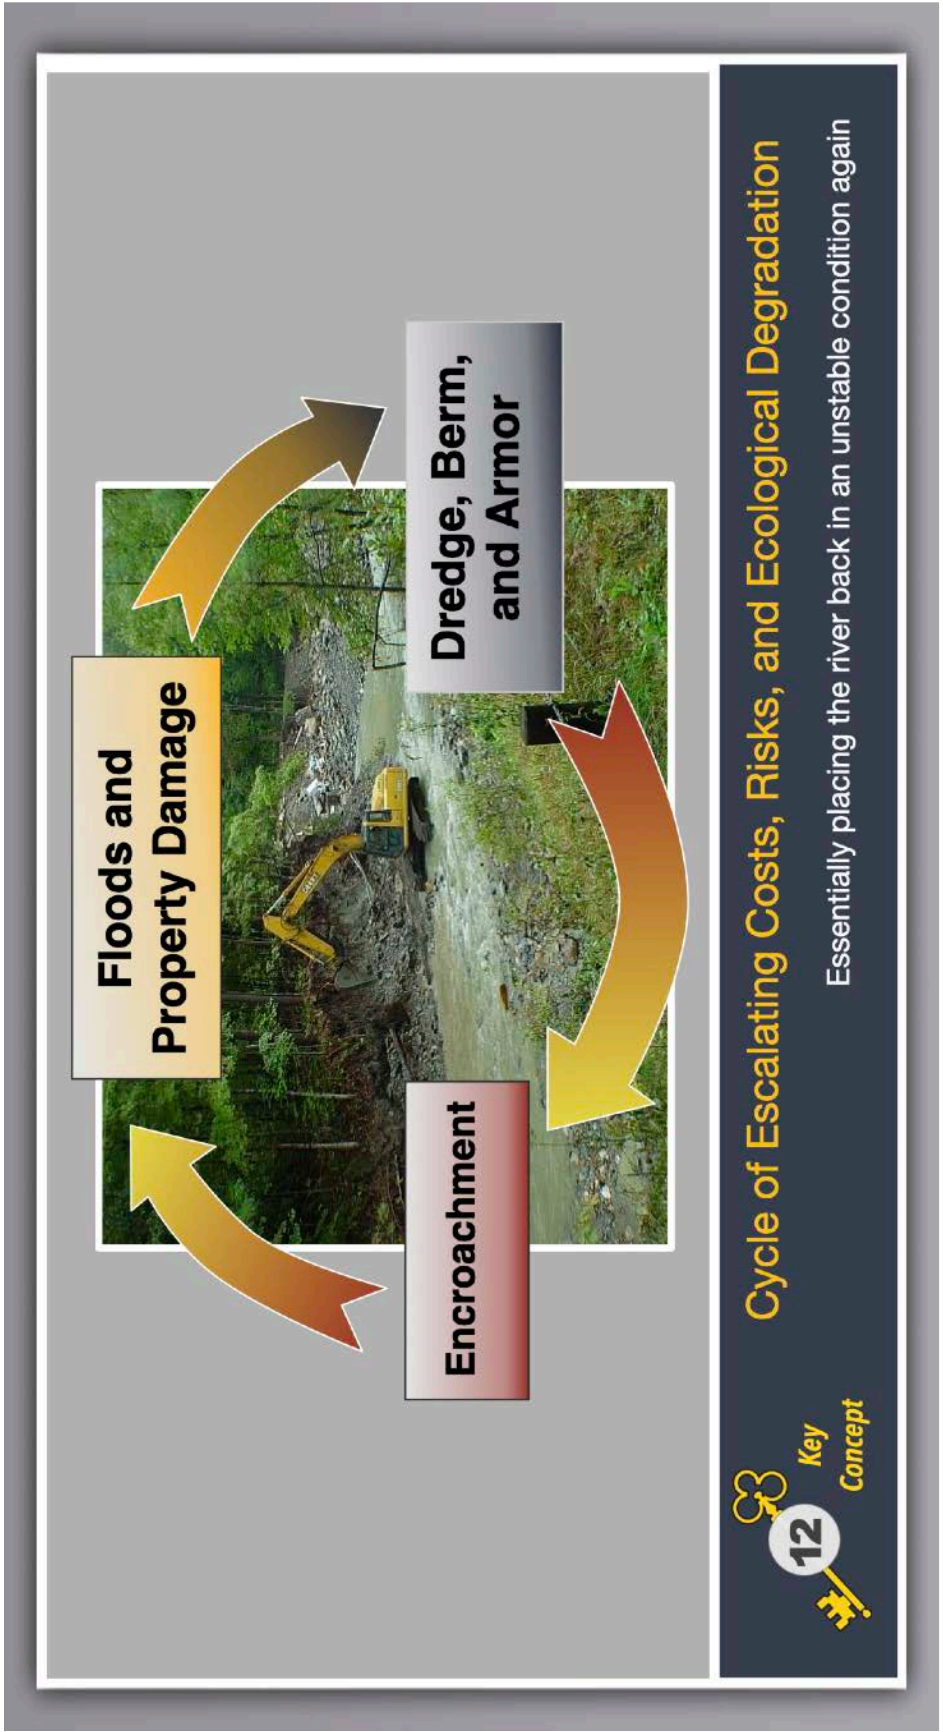 Floods and
Property Damage
Dredge, Berm,
and Armor
Encroachment
12
Key
Concept
Cycle of Escalating Costs, Risks, and Ecological Degradation
Essentially placing the river back in an unstable condition again